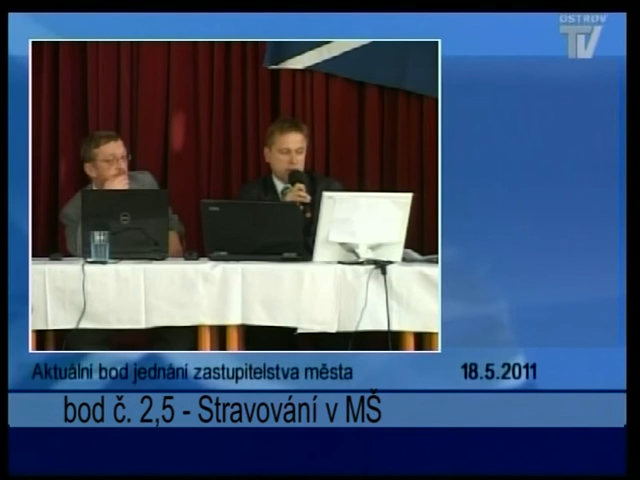 OSTROV
TV
Aktuální bod jednání zastupitelstva města
18.5.2011
bod č. 2,5 - Stravování v MŠ